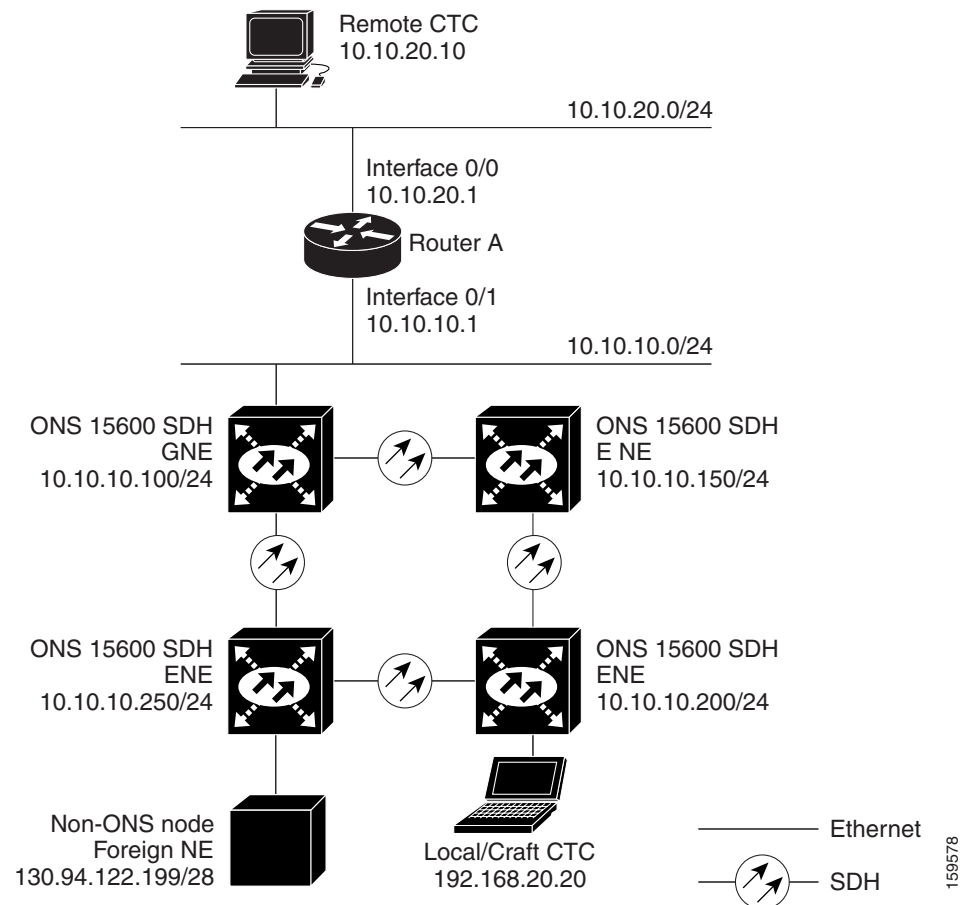 Remote CTC
10.10.20.10
10.10.20.0/24
Interface 0/0
10.10.20.1
Router A
Interface 0/1
10.10.10.1
10.10.10.0/24
ONS 15600 SDH
GNE
10.10.10.100/24
ONS 15600 SDH
E NE
10.10.10.150/24
ONS 15600 SDH
ENE
10.10.10.250/24
ONS 15600 SDH
ENE
10.10.10.200/24
Non-ONS node
Foreign NE
130.94.122.199/28
Local/Craft CTC
192.168.20.20
Ethernet
SDH
159578